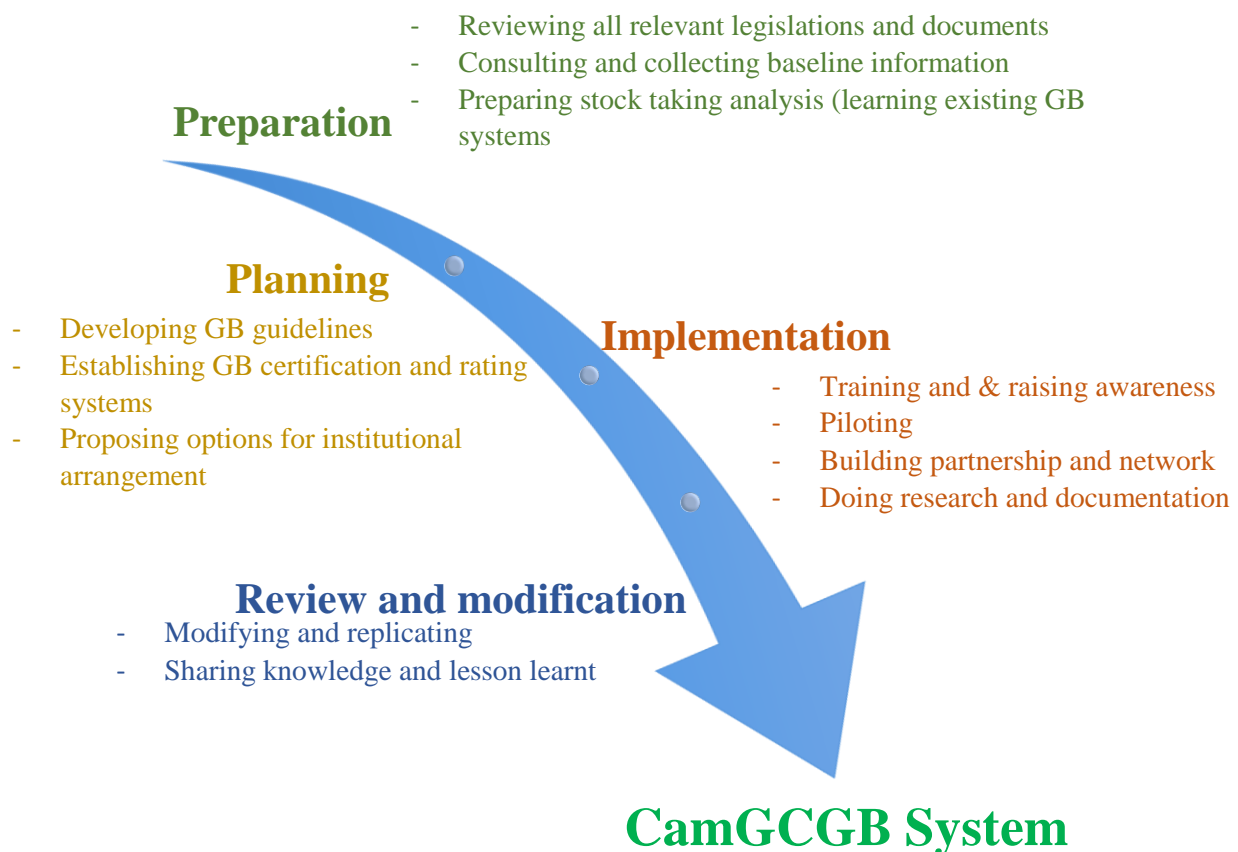 - Reviewing all relevant legislations and documents
- Consulting and collecting baseline information
- Preparing stock taking analysis (learning existing GB
systems
Preparation
Planning
- Developing GB guidelines
- Establishing GB certification and rating
systems
- Proposing options for institutional
arrangement
Implementation
- Training and & raising awareness
- Piloting
- Building partnership and network
- Doing research and documentation
Review and modification
- Modifying and replicating
- Sharing knowledge and lesson learnt
CamGCGB System